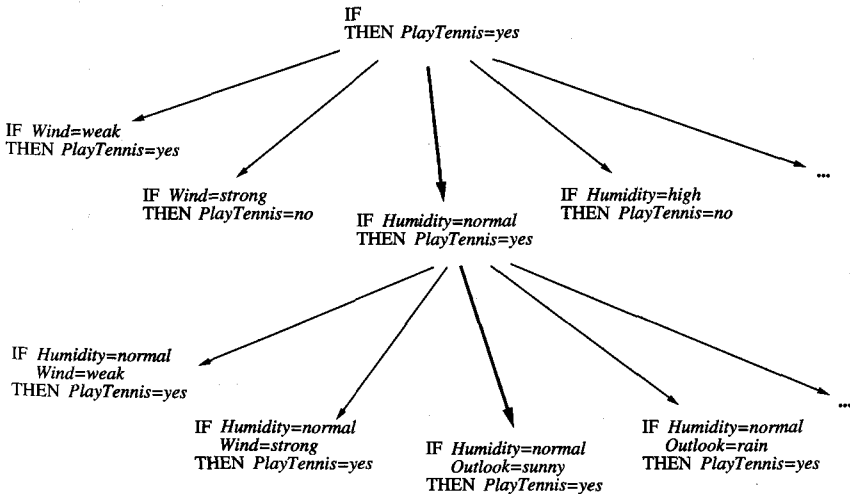 IF
THEN PlayTennis=yes
IF Wind=weak
THEN PlayTennis=yes
IF Wind=strong
THEN PlayTennis=no
IF Humidity=normal
THEN PlayTennis=yes
IF Humidity=high
THEN PlayTennis=no
...
IF Humidity=normal
Wind=weak
THEN PlayTennis=yes
IF Humidity=normal
Wind=strong
THEN PlayTennis=yes
IF Humidity=normal
Outlook=sunny
THEN PlayTennis=yes
IF Humidity=normal
Outlook=rain
THEN PlayTennis=yes
...